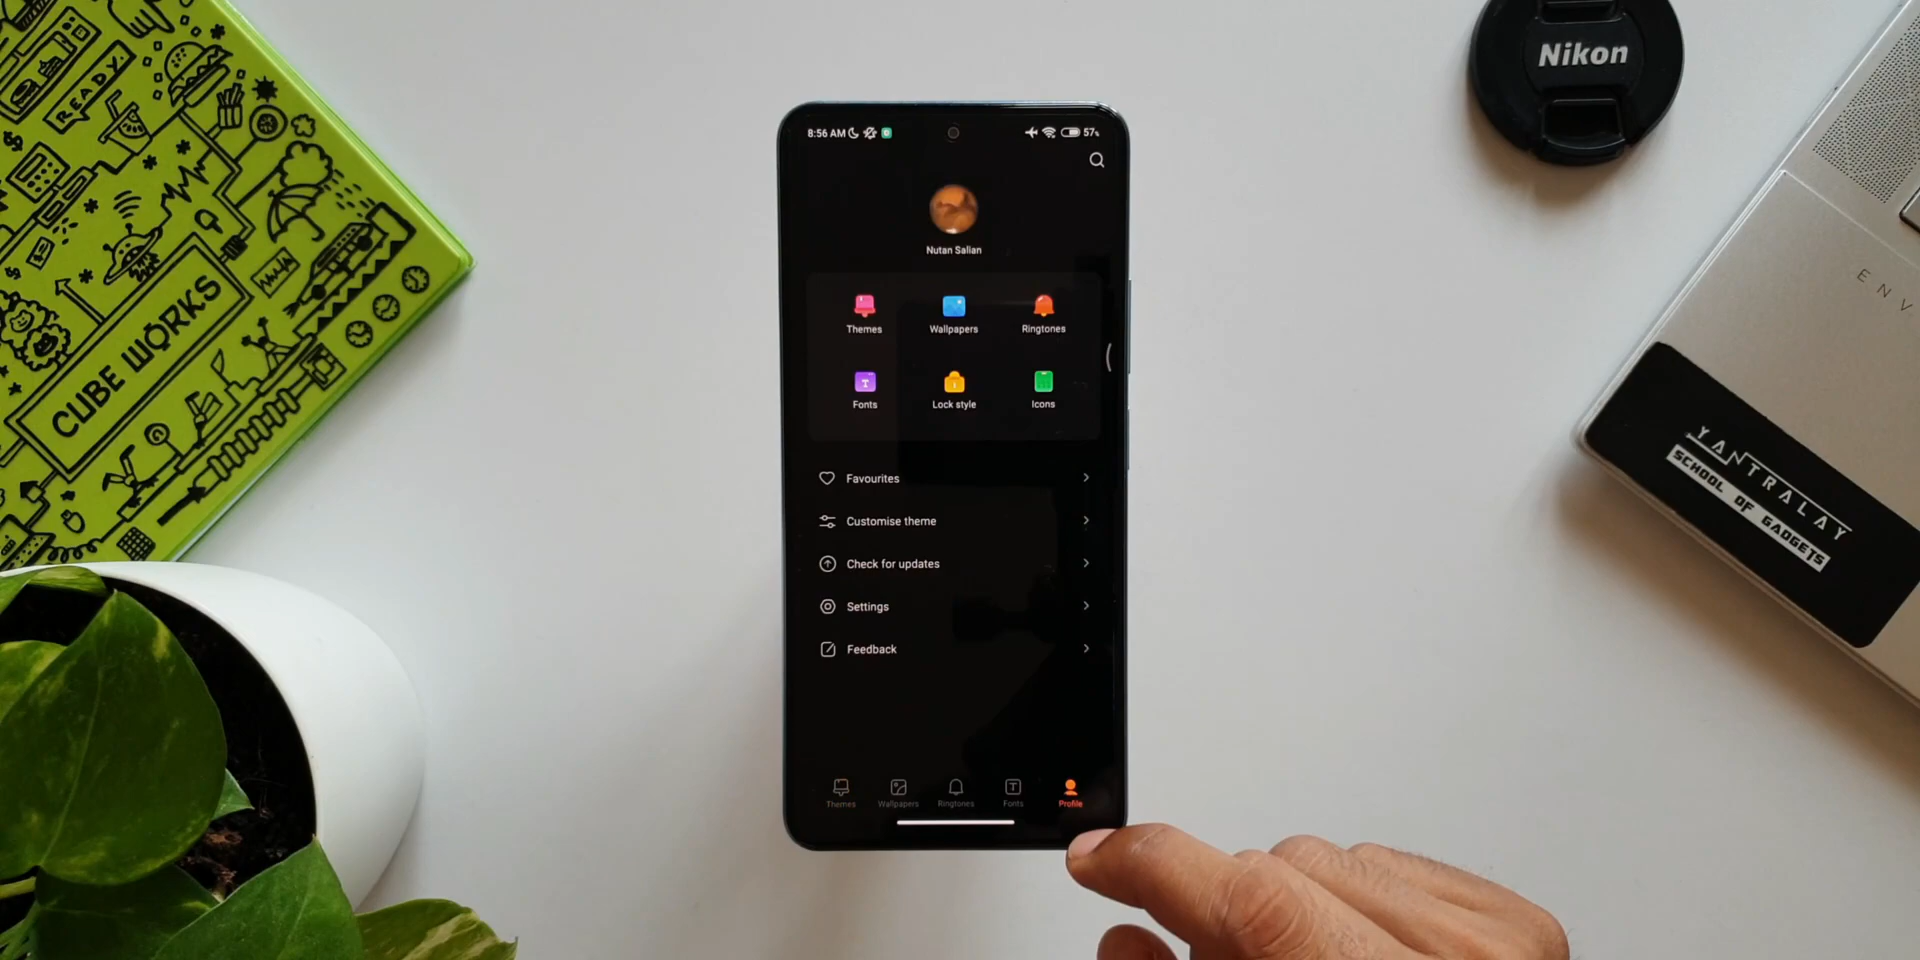 READY
$
$
$
CUBE WORKS
Nikon
ENV
YANTRALAY
SCHOOL OF GADGETS
8:56 AM
57%
Nutan Salian
Themes
Wallpapers
Ringtones
T
Fonts
Lock style
Icons
Favourites
Customise theme
Check for updates
Settings
Feedback
T
Themes
Wallpapers
Ringtones
Fonts
Profile